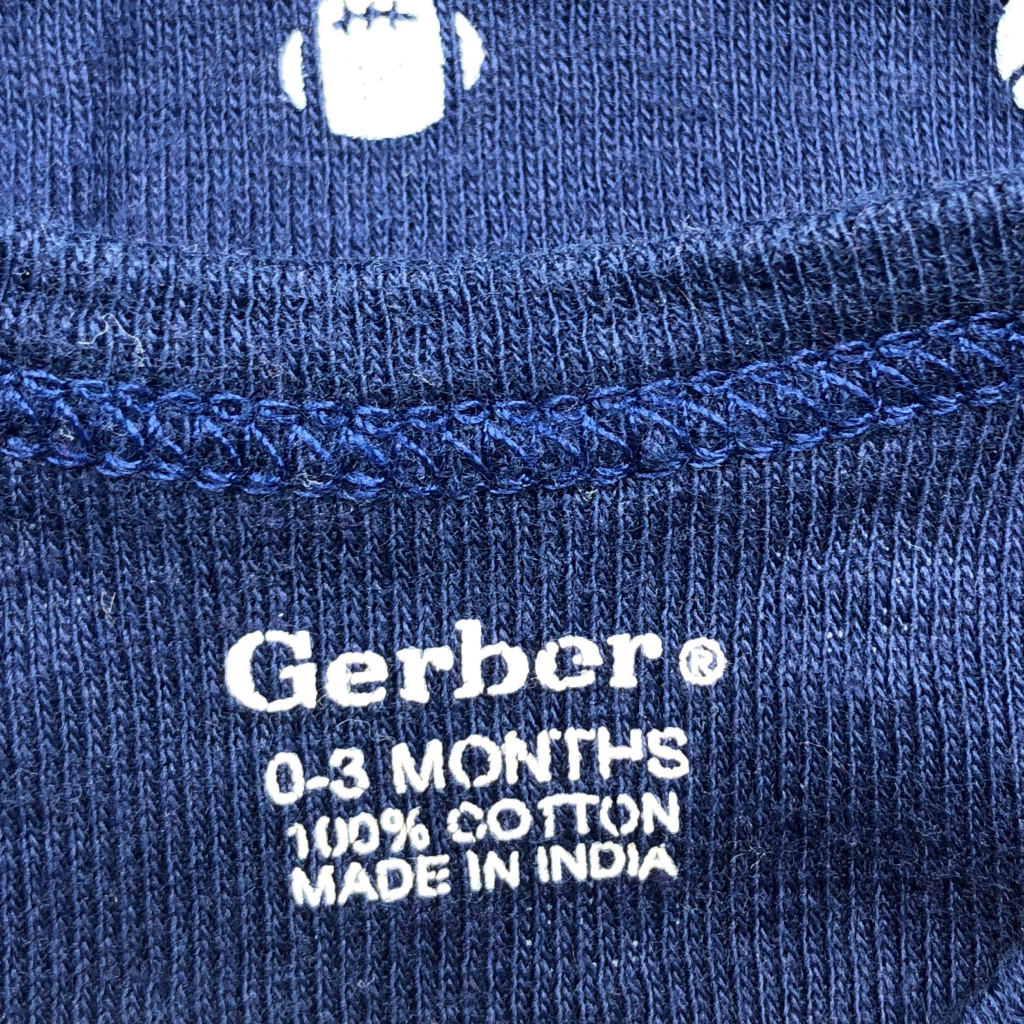 Gerber®
0-3 MONTHS
100% COTTON
MADE IN INDIA